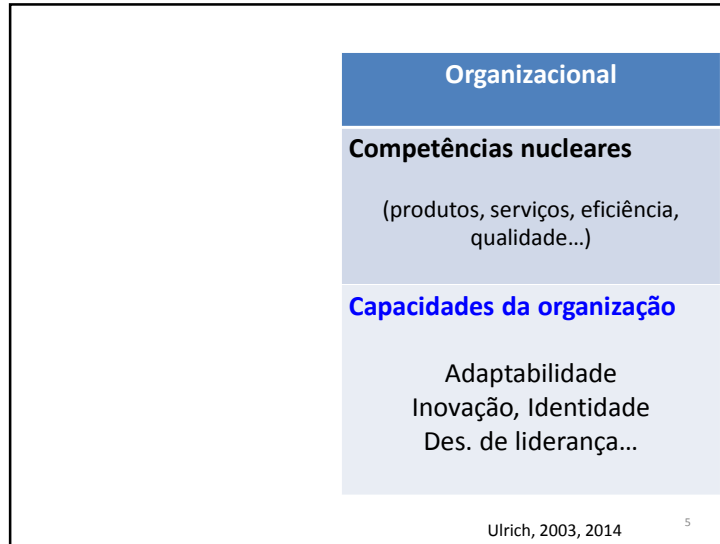 Organizacional
Competências nucleares
(produtos, serviços, eficiência,
qualidade…)
Capacidades da organização
Adaptabilidade
Inovação, Identidade
Des. de liderança…
Ulrich, 2003, 2014
5